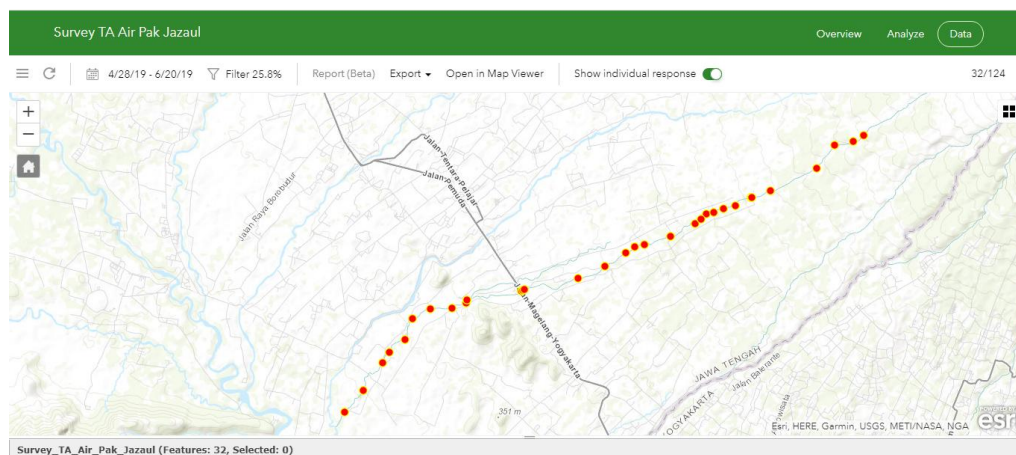 Survey TA Air Pak Jazaul
Overview Analyze Data
4/28/19 - 6/20/19 Filter 25.8% Report (Beta) Export Open in Map Viewer Show individual response 32/124
+
−
Jalan-Tentara-Pelajar
Jalan-Pemuda
Jalan Raya Borobudur
Jalan-Magelang-Yogyakarta
JAWA TENGAH
Jalan Balerante
OGYAKARTA
351 m
Esri, HERE, Garmin, USGS, METI/NASA, NGA
esri
Survey_TA_Air_Pak_Jazaul (Features: 32, Selected: 0)